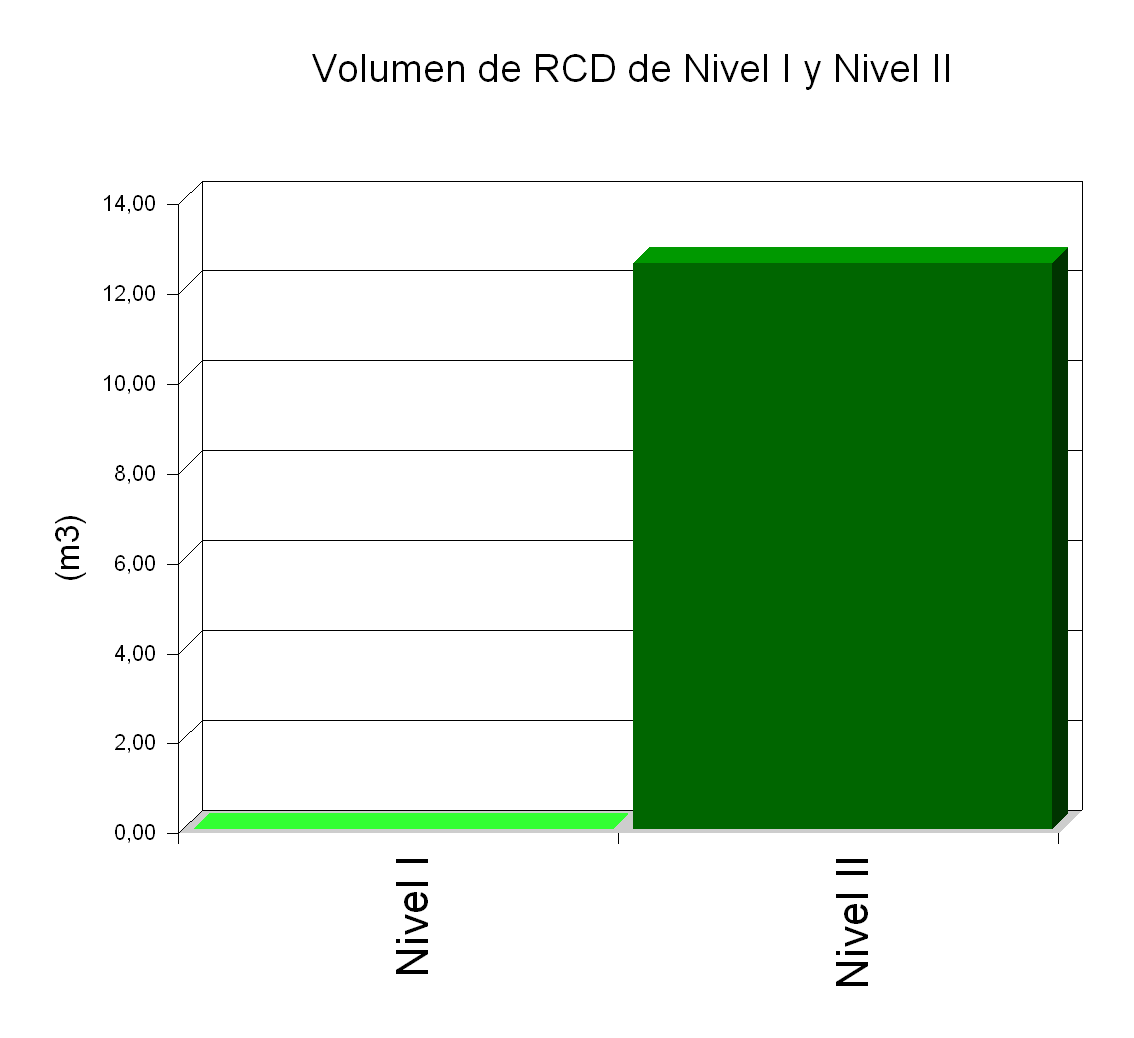 Volumen de RCD de Nivel I y Nivel II
14,00
12,00
10,00
8,00
6,00
4,00
2,00
0,00
(m3)
Nivel I
Nivel II